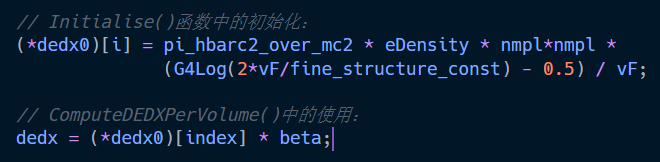 // Initialise()函数中的初始化：
(*dedx0)[i] = pi_hbarc2_over_mc2 * eDensity * nmpl*nmpl *
(G4Log(2*vF/fine_structure_const) - 0.5) / vF;
// ComputeDEDXPerVolume()中的使用：
dedx = (*dedx0)[index] * beta;